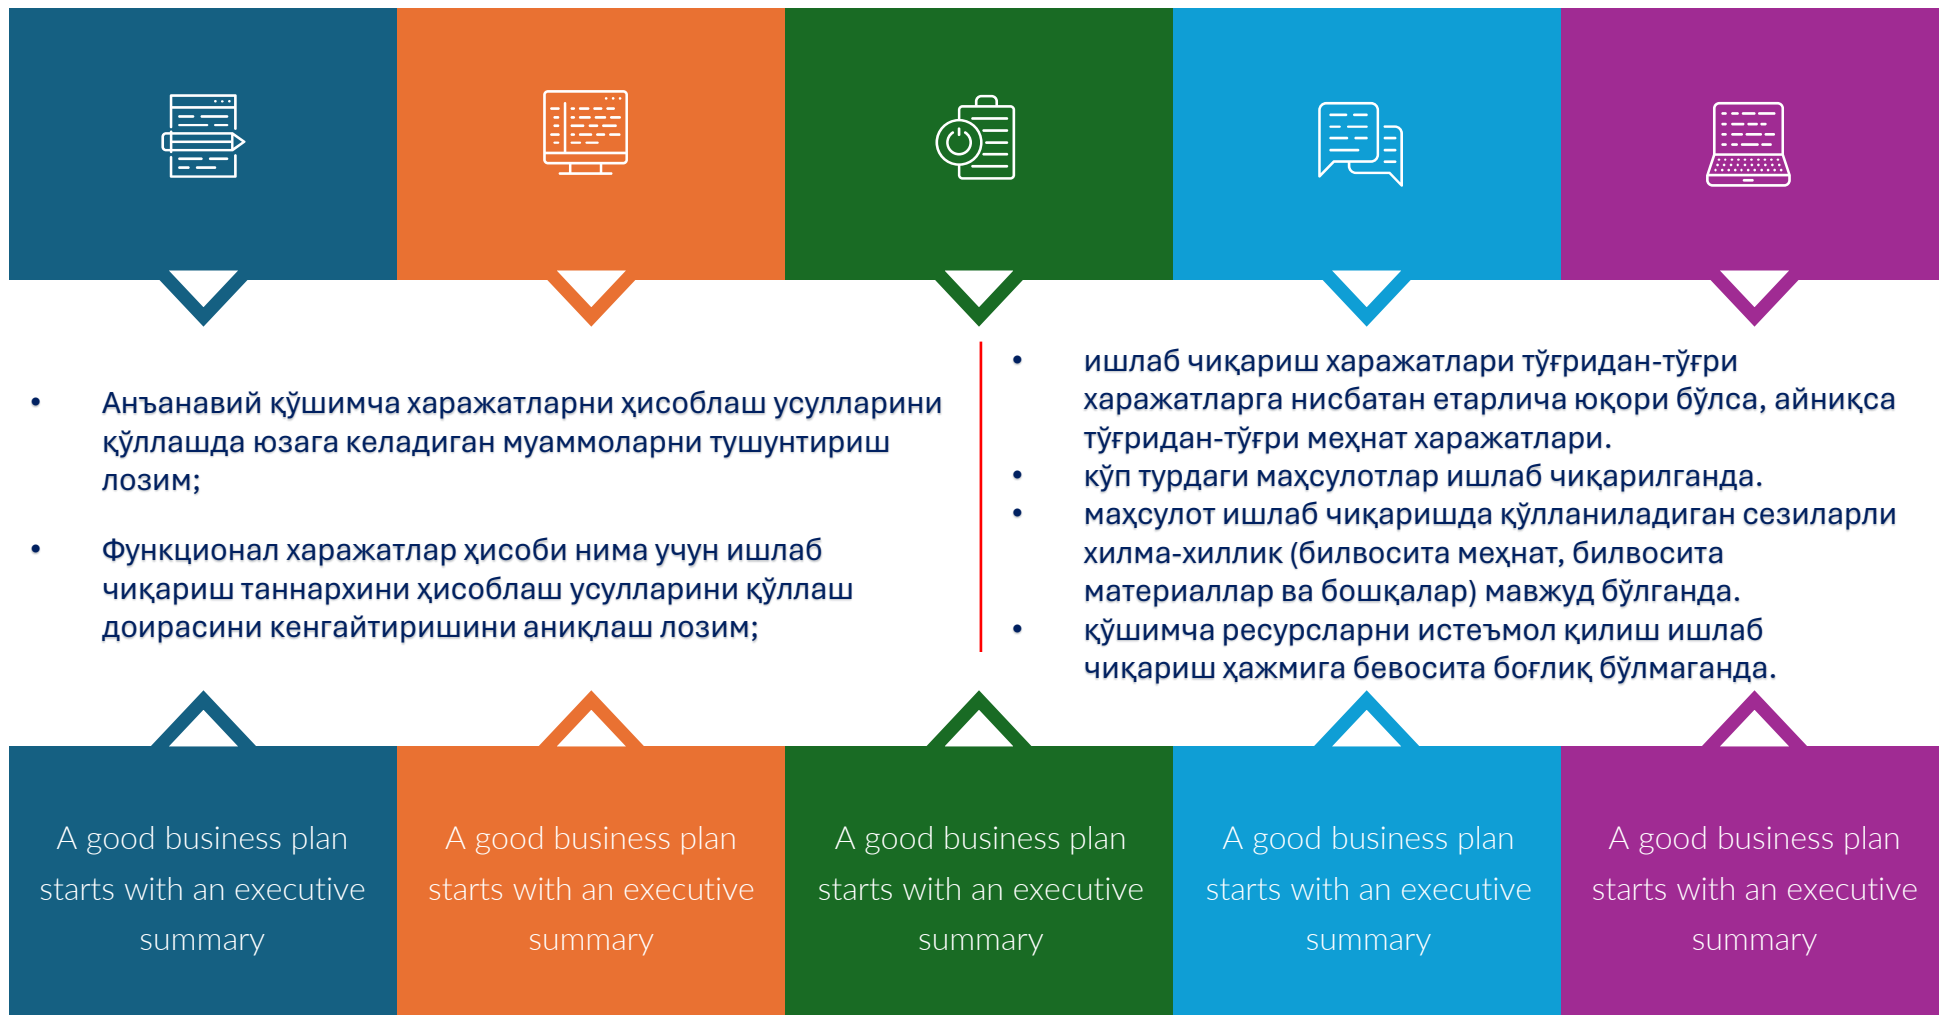 • Анъанавий қўшимча харажатларни ҳисоблаш усулларини
қўллашда юзага келадиган муаммоларни тушунтириш
лозим;
• Функционал харажатлар ҳисоби нима учун ишлаб
чиқариш таннархини ҳисоблаш усулларини қўллаш
доирасини кенгайтиришини аниқлаш лозим;
• ишлаб чиқариш харажатлари тўғридан-тўғри
харажатларга нисбатан етарлича юқори бўлса, айниқса
тўғридан-тўғри меҳнат харажатлари.
• кўп турдаги маҳсулотлар ишлаб чиқарилганда.
• маҳсулот ишлаб чиқаришда қўлланиладиган сезиларли
хилма-хиллик (билвосита меҳнат, билвосита
материаллар ва бошқалар) мавжуд бўлганда.
• қўшимча ресурсларни истеъмол қилиш ишлаб
чиқариш ҳажмига бевосита боғлиқ бўлмаганда.
A good business plan
starts with an executive
summary
A good business plan
starts with an executive
summary
A good business plan
starts with an executive
summary
A good business plan
starts with an executive
summary
A good business plan
starts with an executive
summary